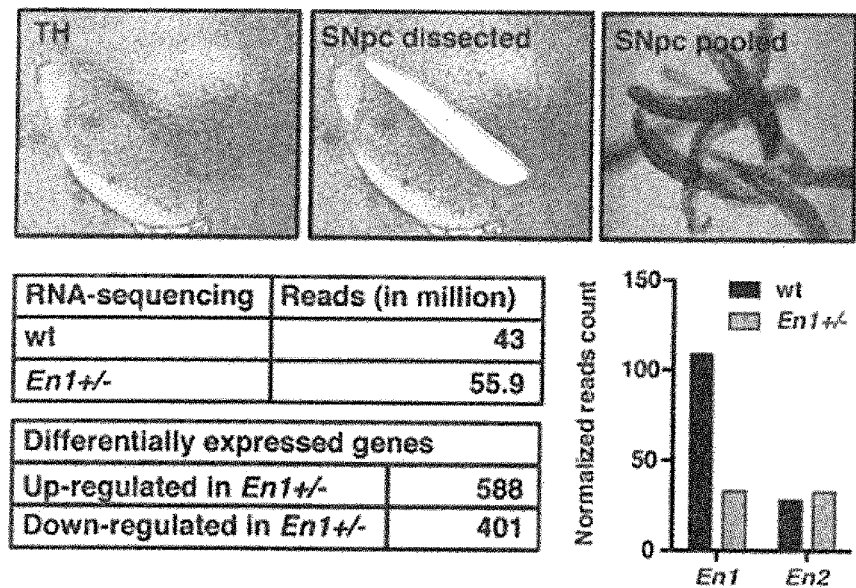 TH
SNpc dissected
SNpc pooled
RNA-sequencing Reads (in million)
wt 43
En1+/- 55.9
Differentially expressed genes
Up-regulated in En1+/- 588
Down-regulated in En1+/- 401
Normalized reads count
150
100
50
0
wt
En1+/-
En1 En2